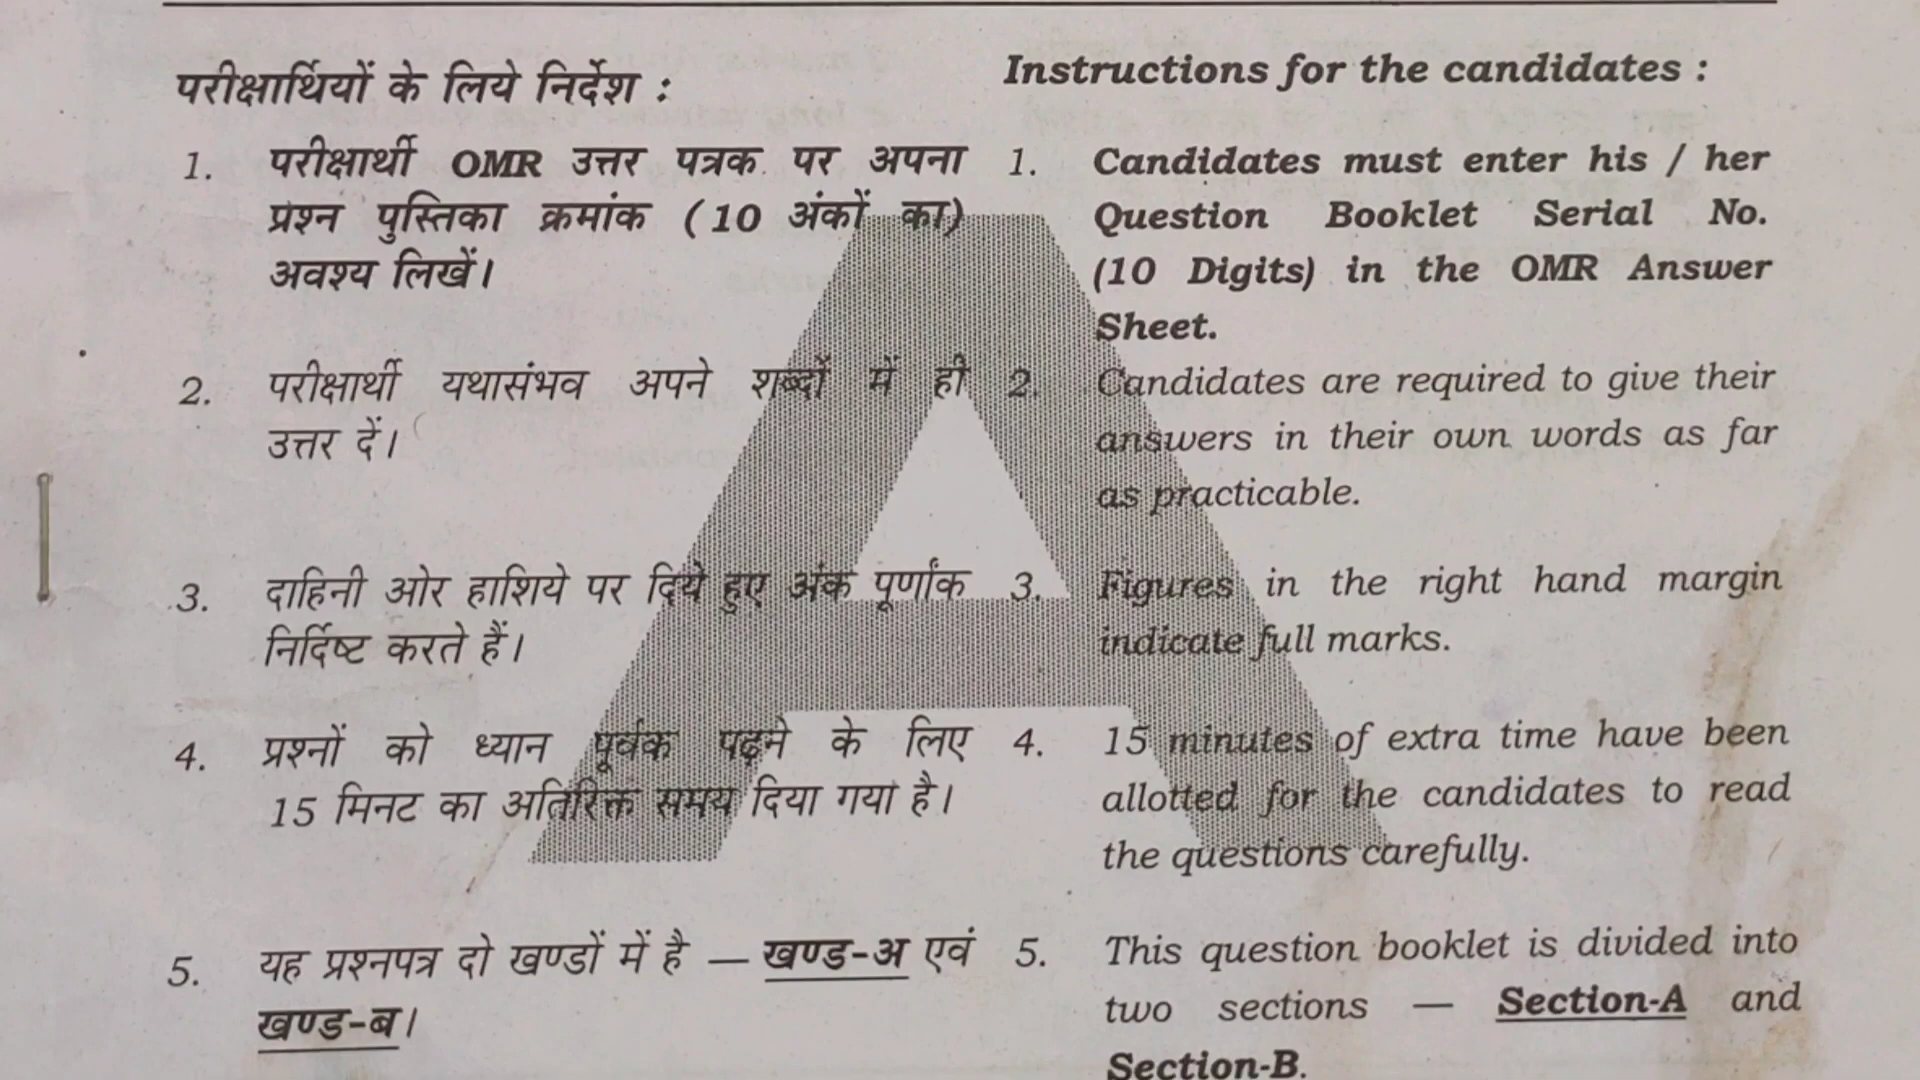 परीक्षार्थियों के लिये निर्देश :
1. परीक्षार्थी OMR उत्तर पत्रक पर अपना
प्रश्न पुस्तिका क्रमांक (10 अंकों का)
अवश्य लिखें।
2. परीक्षार्थी यथासंभव अपने शब्दों में ही
उत्तर दें।
3. दाहिनी ओर हाशिये पर दिये हुए अंक पूर्णांक
निर्दिष्ट करते हैं।
4. प्रश्नों को ध्यान पूर्वक पढ़ने के लिए
15 मिनट का अतिरिक्त समय दिया गया है।
5. यह प्रश्नपत्र दो खण्डों में है — खण्ड-अ एवं
खण्ड-ब।
Instructions for the candidates :
1. Candidates must enter his / her
Question Booklet Serial No.
(10 Digits) in the OMR Answer
Sheet.
2. Candidates are required to give their
answers in their own words as far
as practicable.
3. Figures in the right hand margin
indicate full marks.
4. 15 minutes of extra time have been
allotted for the candidates to read
the questions carefully.
5. This question booklet is divided into
two sections — Section-A and
Section-B.
A